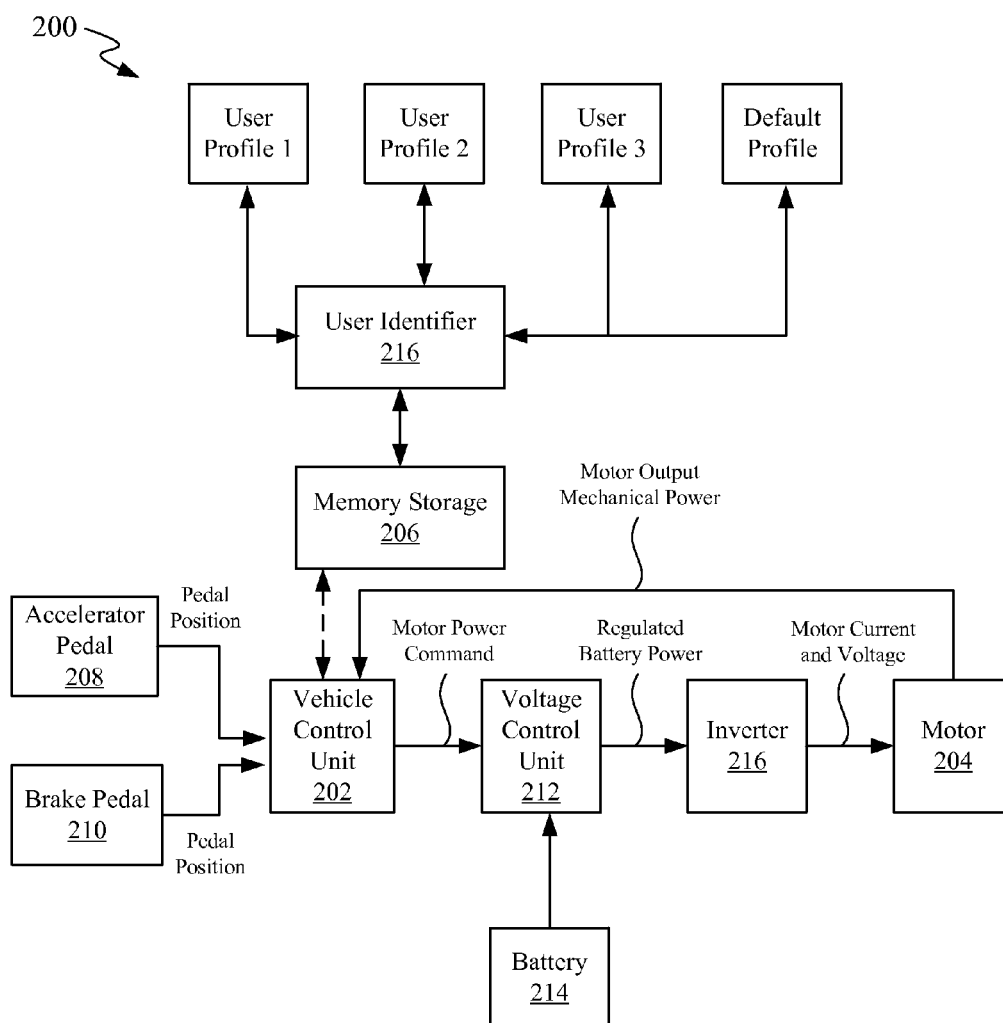 200
User
Profile 1
User
Profile 2
User
Profile 3
Default
Profile
User Identifier
216
Memory Storage
206
Motor Output
Mechanical Power
Accelerator
Pedal
208
Pedal
Position
Motor Power
Command
Regulated
Battery Power
Motor Current
and Voltage
Vehicle
Control
Unit
202
Voltage
Control
Unit
212
Inverter
216
Motor
204
Brake Pedal
210
Pedal
Position
Battery
214